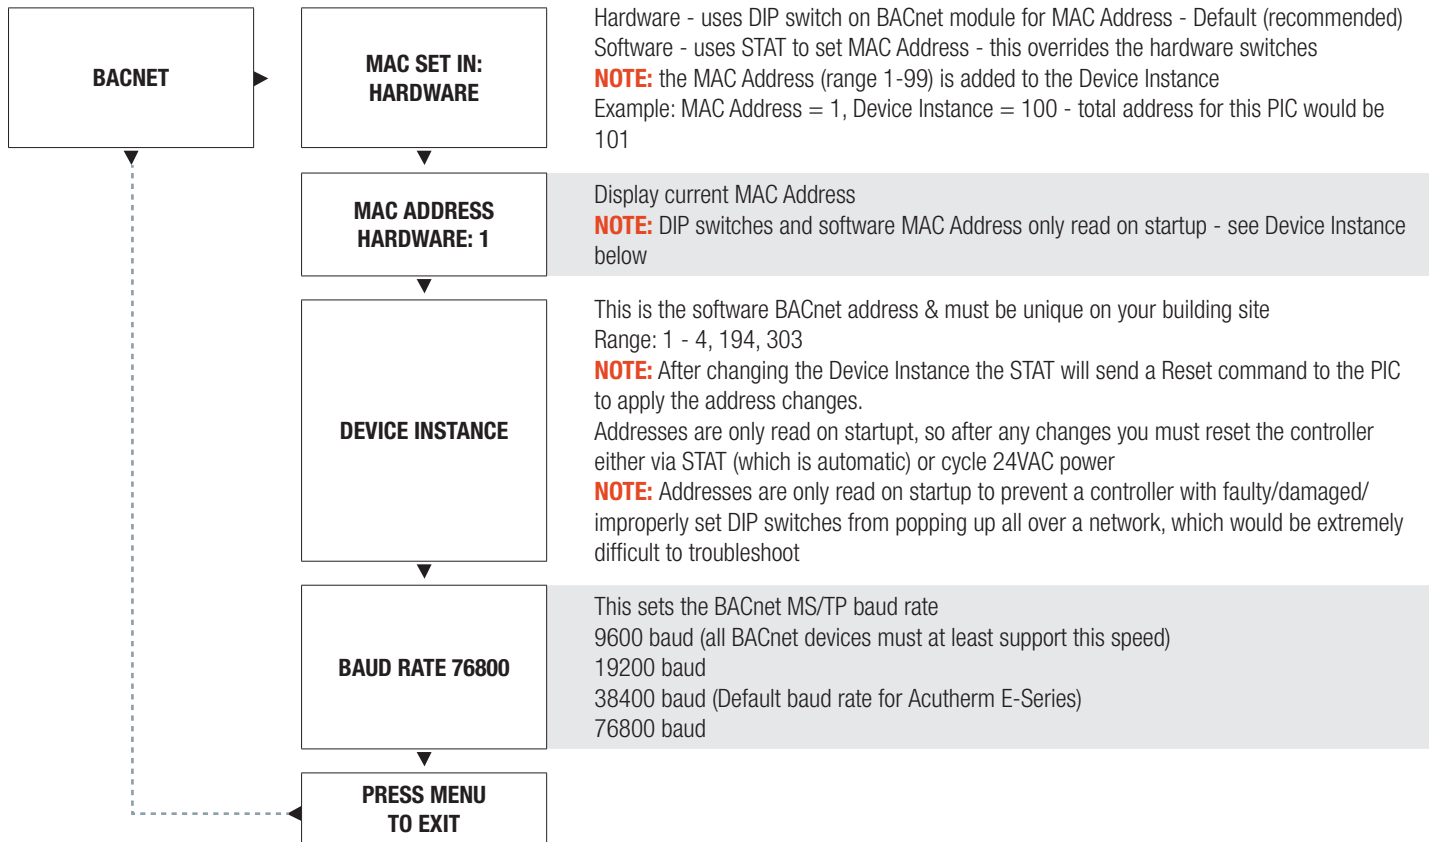 BACNET
MAC SET IN:
HARDWARE
Hardware - uses DIP switch on BACnet module for MAC Address - Default (recommended)
Software - uses STAT to set MAC Address - this overrides the hardware switches
NOTE: the MAC Address (range 1-99) is added to the Device Instance
Example: MAC Address = 1, Device Instance = 100 - total address for this PIC would be
101
MAC ADDRESS
HARDWARE: 1
Display current MAC Address
NOTE: DIP switches and software MAC Address only read on startup - see Device Instance
below
DEVICE INSTANCE
This is the software BACnet address & must be unique on your building site
Range: 1 - 4, 194, 303
NOTE: After changing the Device Instance the STAT will send a Reset command to the PIC
to apply the address changes.
Addresses are only read on startupt, so after any changes you must reset the controller
either via STAT (which is automatic) or cycle 24VAC power
NOTE: Addresses are only read on startup to prevent a controller with faulty/damaged/
improperly set DIP switches from popping up all over a network, which would be extremely
difficult to troubleshoot
BAUD RATE 76800
This sets the BACnet MS/TP baud rate
9600 baud (all BACnet devices must at least support this speed)
19200 baud
38400 baud (Default baud rate for Acutherm E-Series)
76800 baud
PRESS MENU
TO EXIT